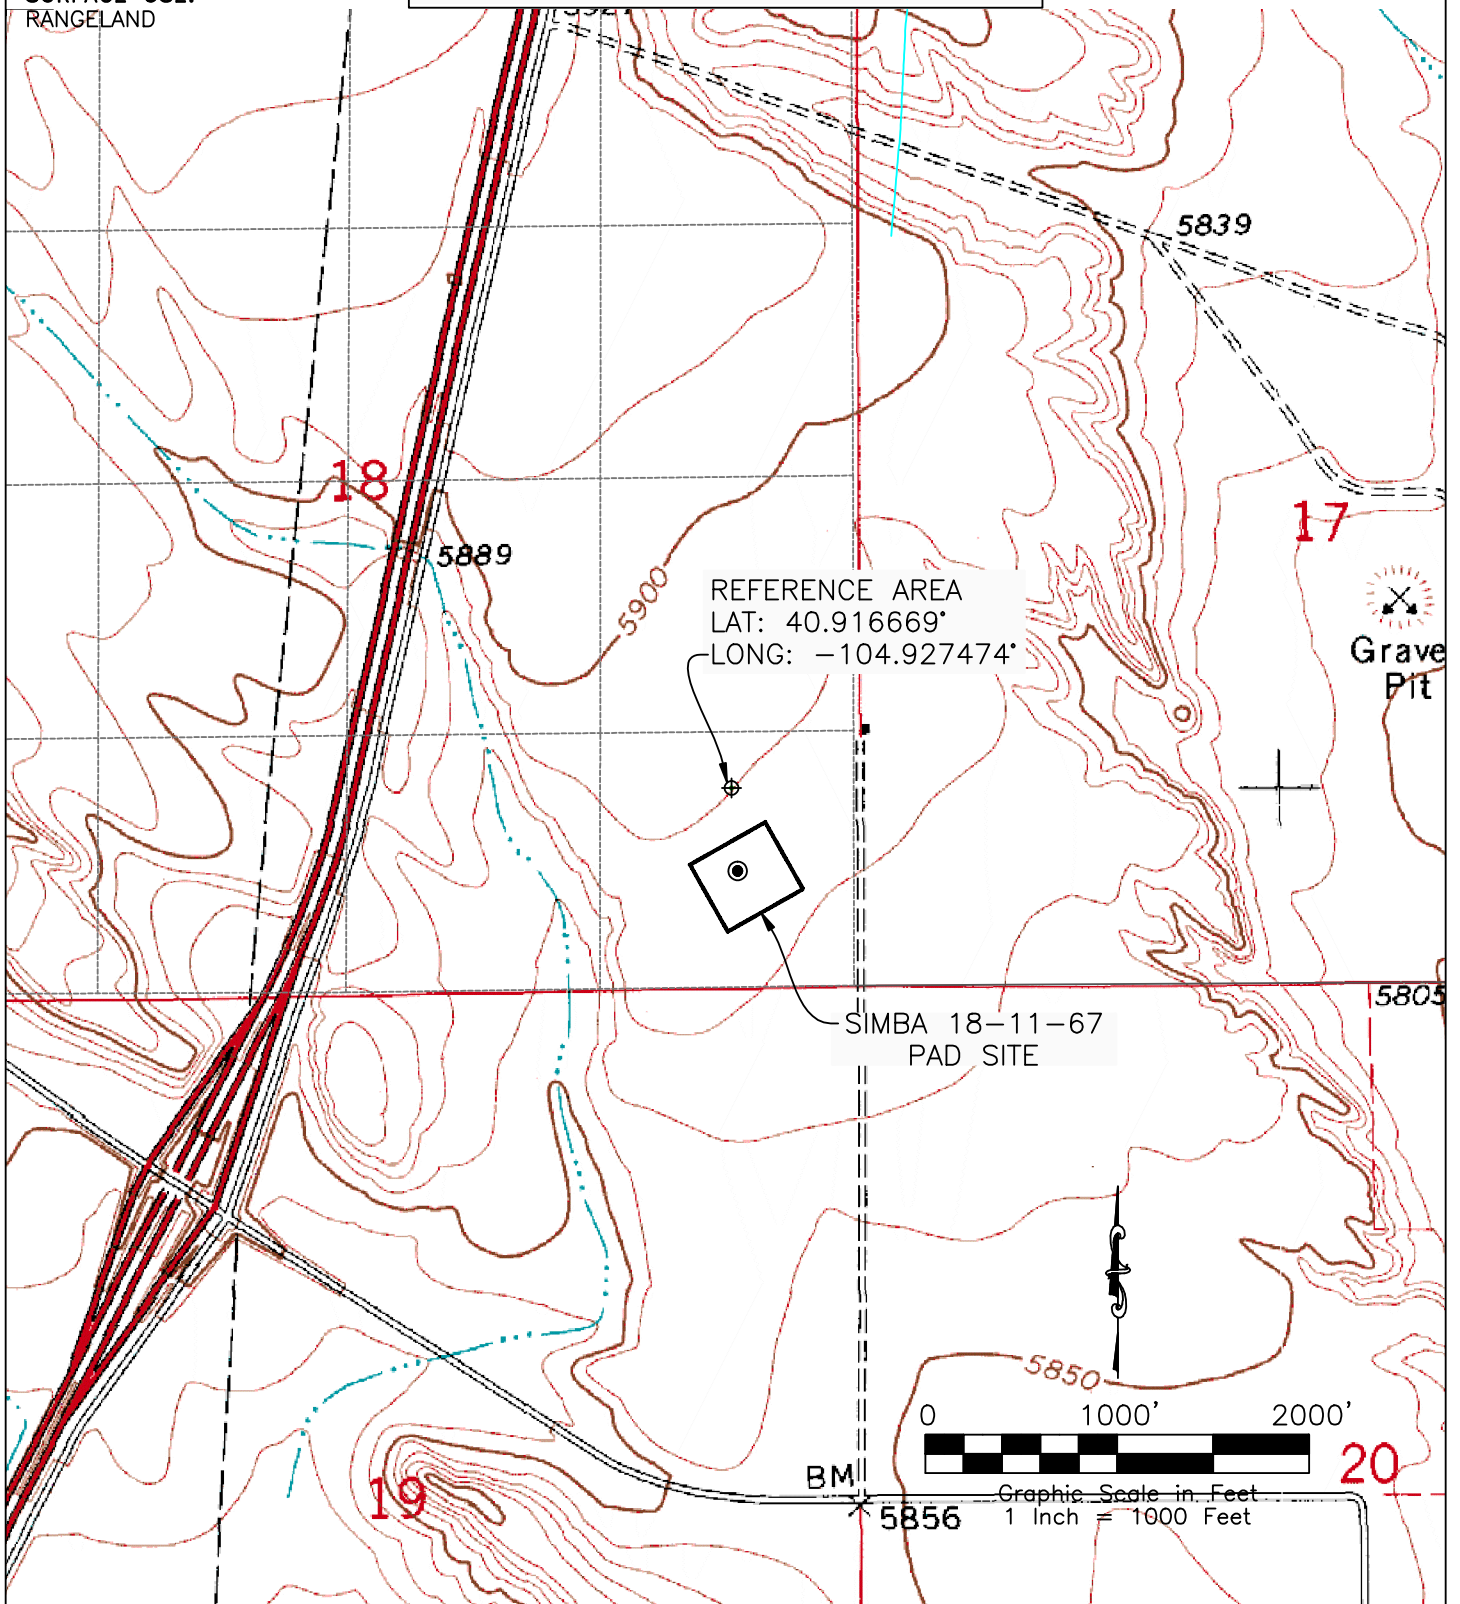 RANGELAND
5839
18
17
5889
5900
REFERENCE AREA
LAT: 40.916669°
LONG: -104.927474°
Grave
Pit
5805
SIMBA 18-11-67
PAD SITE
5850
0 1000' 2000'
BM
20
19
Graphic Scale in Feet
5856
1 Inch = 1000 Feet